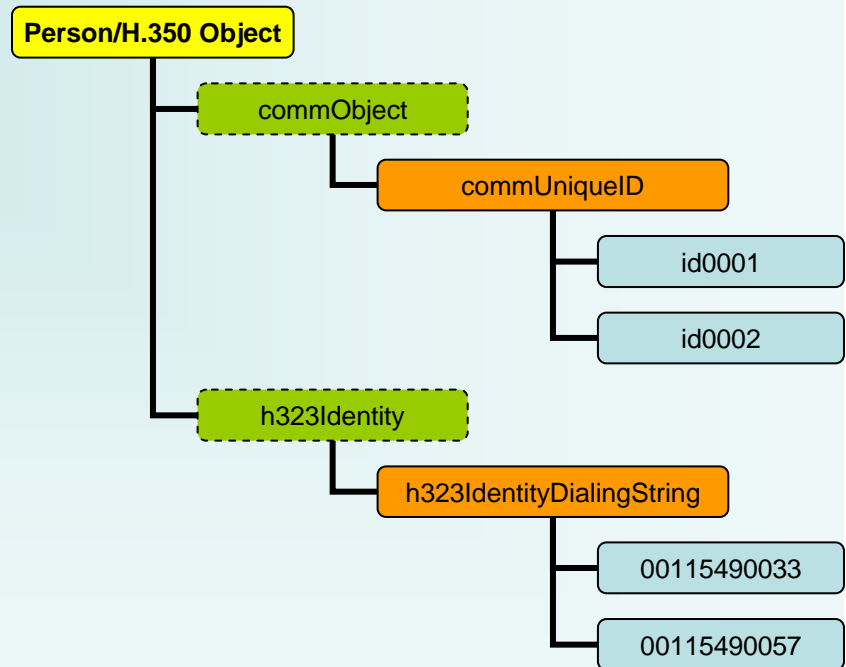 Person/H.350 Object
commObject
commUniqueID
id0001
id0002
h323Identity
h323IdentityDialingString
00115490033
00115490057